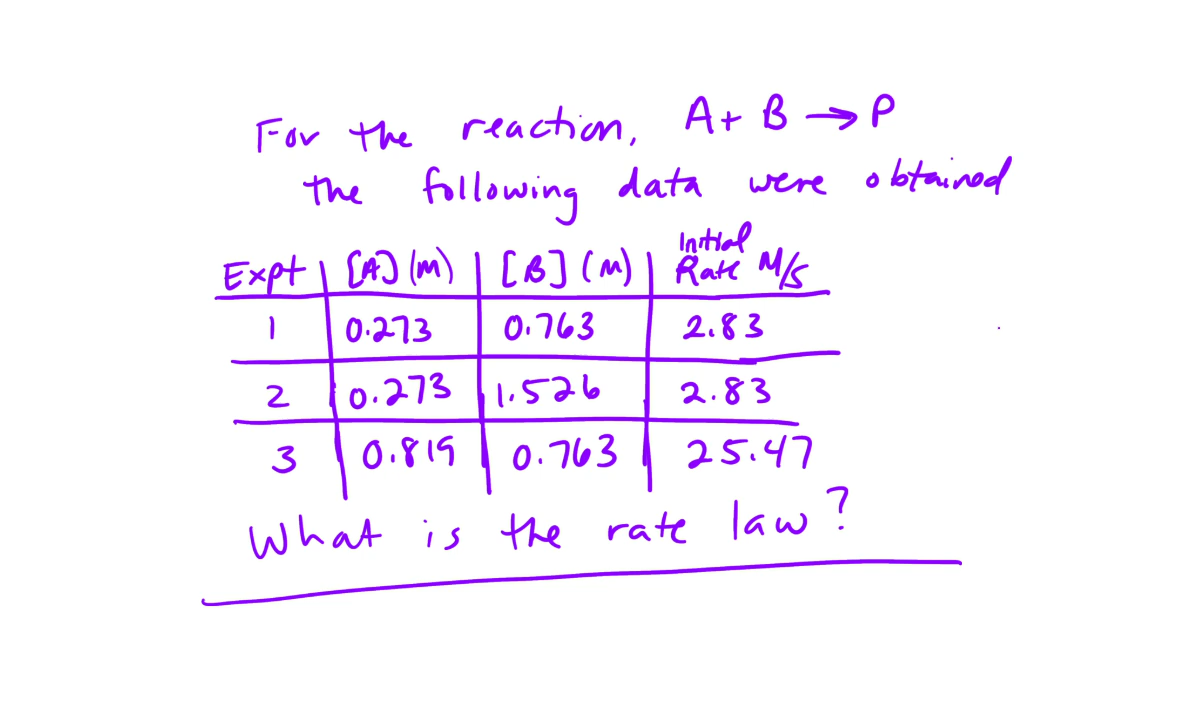 For the reaction, A + B → P
the following data were obtained
Expt [A] (M) [B] (M) Initial Rate M/s
1 0.273 0.763 2.83
2 0.273 1.526 2.83
3 0.819 0.763 25.47
What is the rate law?